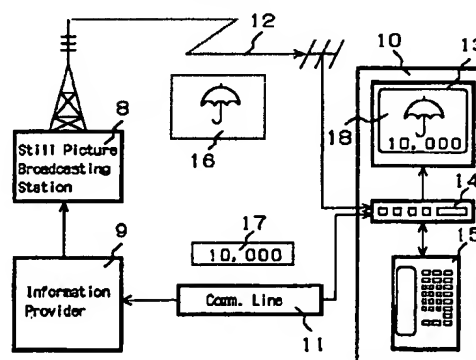 12
10
13
8
16
18
10,000
Still Picture
Broadcasting
Station
14
9
17
10,000
15
Information
Provider
Comm. Line
11